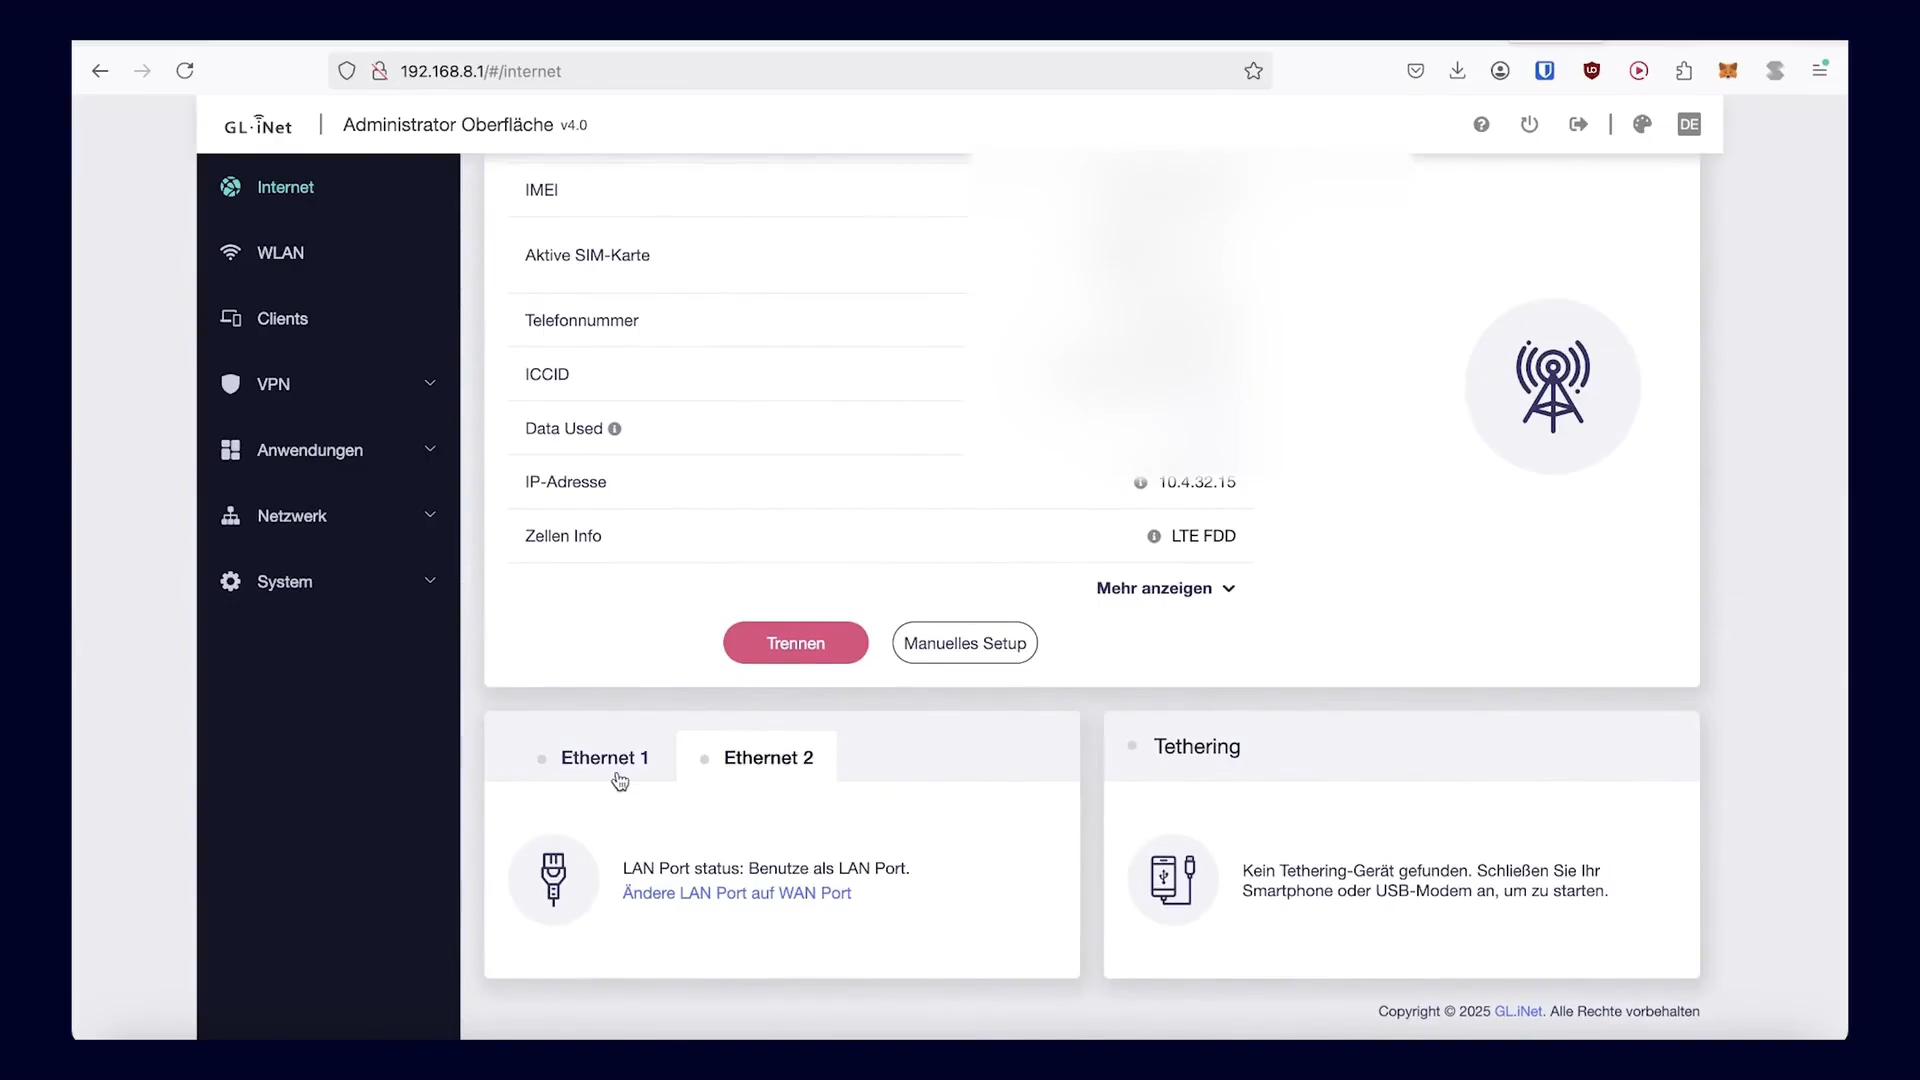 192.168.8.1/#/internet
GL·iNet | Administrator Oberfläche v4.0
DE
Internet
WLAN
Clients
VPN
Anwendungen
Netzwerk
System
IMEI
Aktive SIM-Karte
Telefonnummer
ICCID
Data Used
IP-Adresse
10.4.32.15
Zellen Info
LTE FDD
Mehr anzeigen
Trennen
Manuelles Setup
Ethernet 1
Ethernet 2
LAN Port status: Benutze als LAN Port.
Ändere LAN Port auf WAN Port
Tethering
Kein Tethering-Gerät gefunden. Schließen Sie Ihr
Smartphone oder USB-Modem an, um zu starten.
Copyright © 2025 GL.iNet. Alle Rechte vorbehalten